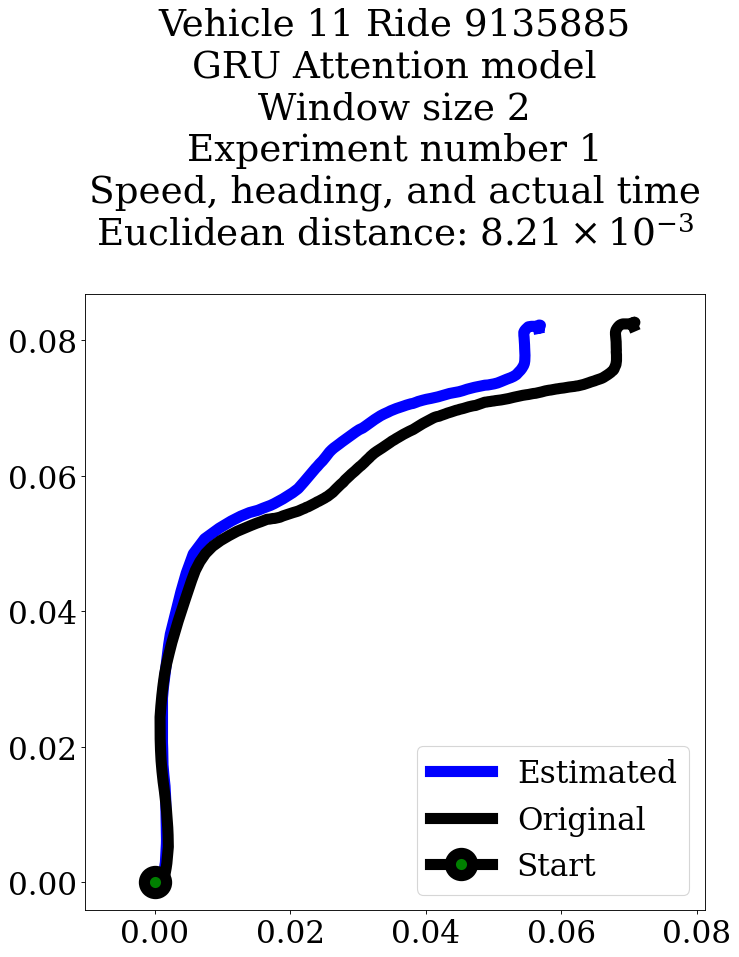 Vehicle 11 Ride 9135885
GRU Attention model
Window size 2
Experiment number 1
Speed, heading, and actual time
Euclidean distance: 8.21 × 10⁻³
0.08
0.06
0.04
0.02
0.00
Estimated
Original
Start
0.00 0.02 0.04 0.06 0.08